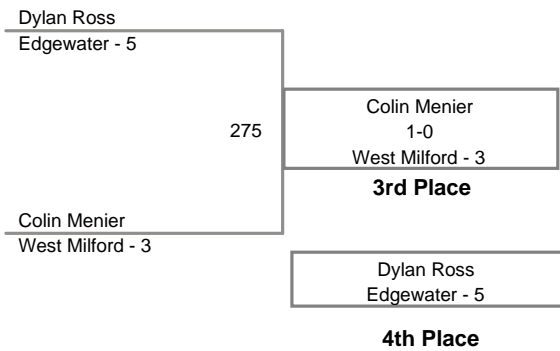 Dylan Ross
Edgewater - 5
275
Colin Menier
1-0
West Milford - 3
3rd Place
Colin Menier
West Milford - 3
Dylan Ross
Edgewater - 5
4th Place